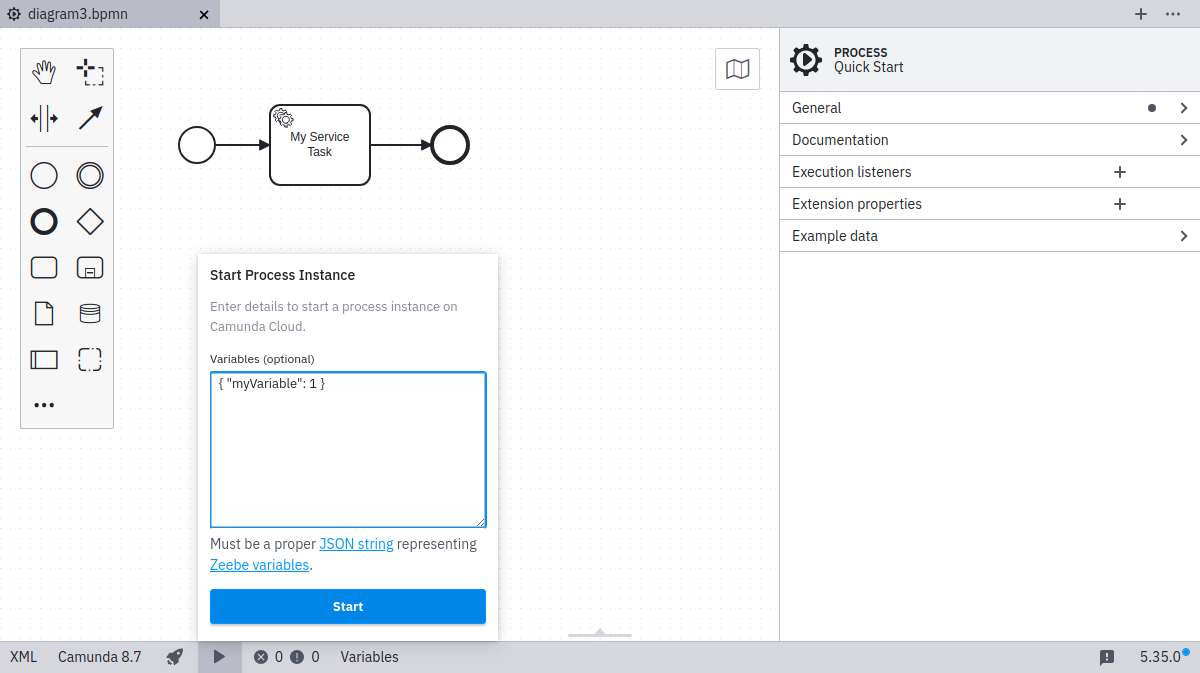 diagram3.bpmn
PROCESS
Quick Start
General
Documentation
Execution listeners
Extension properties
Example data
My Service
Task
Start Process Instance
Enter details to start a process instance on
Camunda Cloud.
Variables (optional)
{ "myVariable": 1 }
Must be a proper JSON string representing
Zeebe variables.
Start
XML Camunda 8.7 0 0 Variables 5.35.0